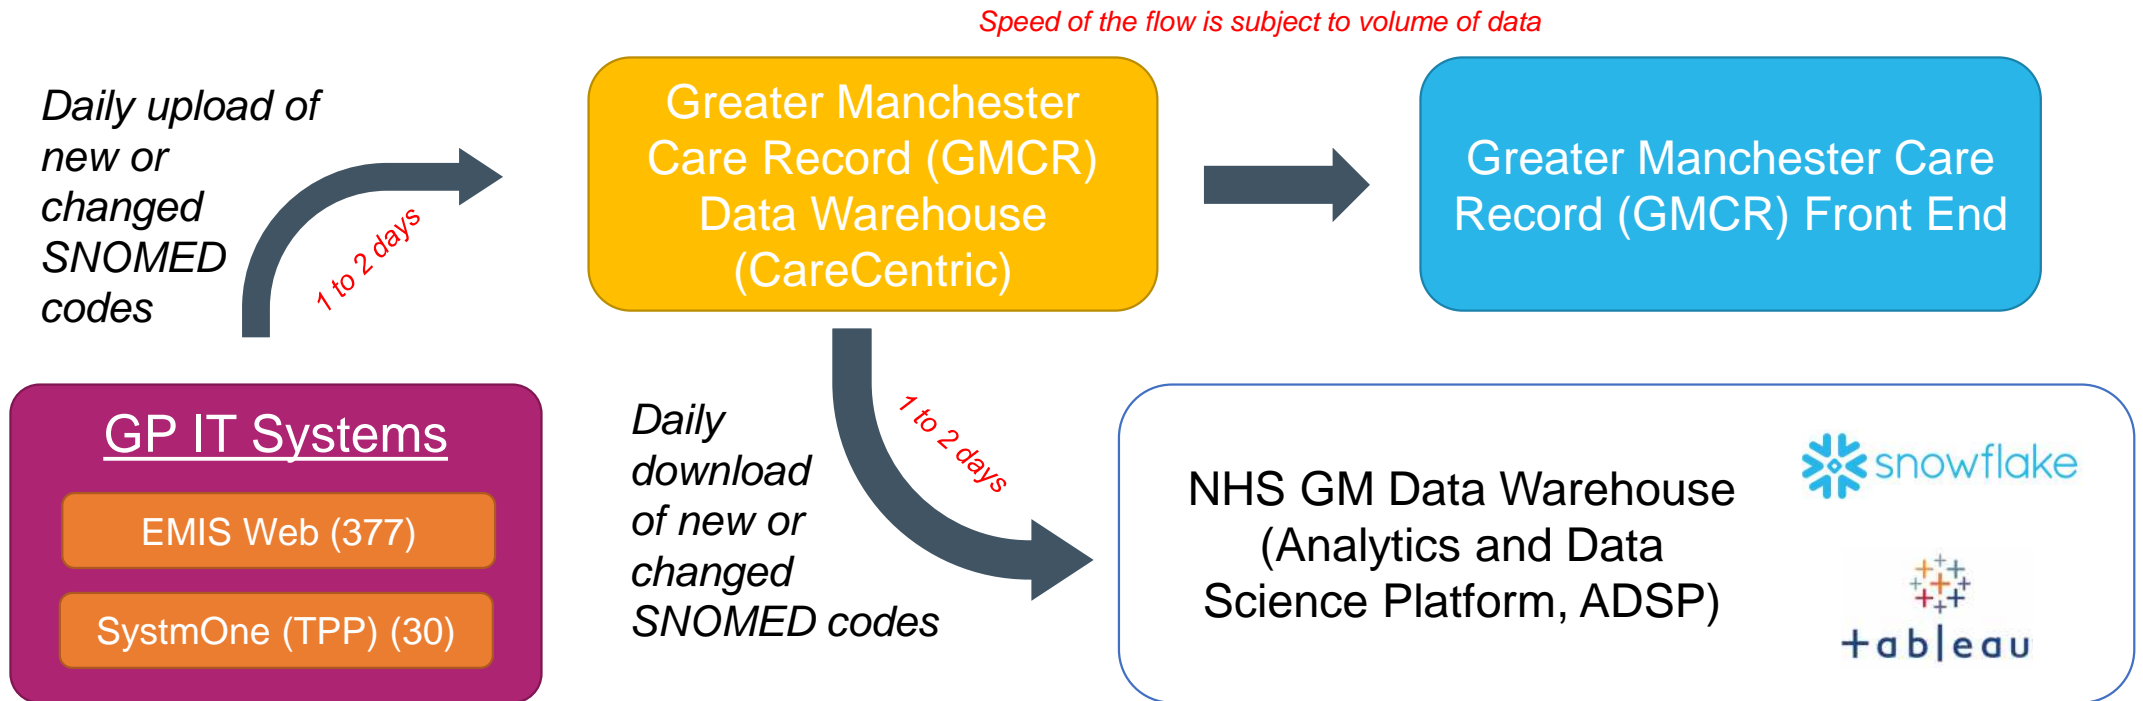 Speed of the flow is subject to volume of data
Daily upload of
new or
changed
SNOMED
codes
1 to 2 days
Greater Manchester
Care Record (GMCR)
Data Warehouse
(CareCentric)
Greater Manchester Care
Record (GMCR) Front End
GP IT Systems
EMIS Web (377)
SystmOne (TPP) (30)
Daily
download
of new or
changed
SNOMED codes
1 to 2 days
NHS GM Data Warehouse
(Analytics and Data
Science Platform, ADSP)
snowflake
tableau